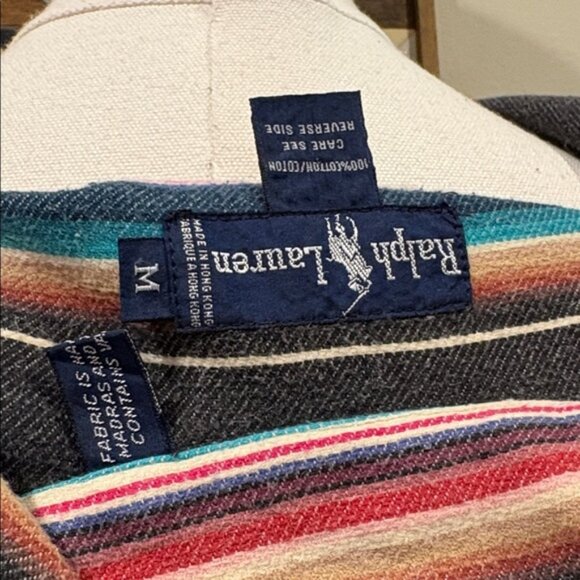 100%COTTON/COTON
CARE SEE
REVERSE SIDE
Ralph Lauren
MADE IN HONG KONG
FABRIQUE A HONG KONG
M
FABRIC IS
MADRAS AND
CONTAINS